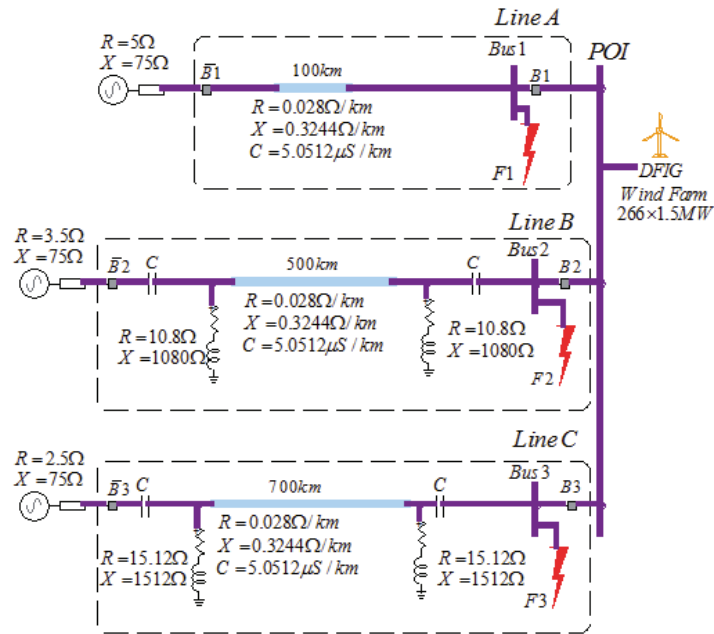 Line A
R=5Ω
X=75Ω
B̄1
100km
R=0.028Ω/km
X=0.3244Ω/km
C=5.0512μS/km
Bus1
B1
POI
F1
DFIG
Wind Farm
266×1.5MW
Line B
R=3.5Ω
X=75Ω
B̄2
C
500km
C
Bus2
B2
R=10.8Ω
X=1080Ω
R=0.028Ω/km
X=0.3244Ω/km
C=5.0512μS/km
R=10.8Ω
X=1080Ω
F2
Line C
R=2.5Ω
X=75Ω
B̄3
C
700km
C
Bus3
B3
R=15.12Ω
X=1512Ω
R=0.028Ω/km
X=0.3244Ω/km
C=5.0512μS/km
R=15.12Ω
X=1512Ω
F3